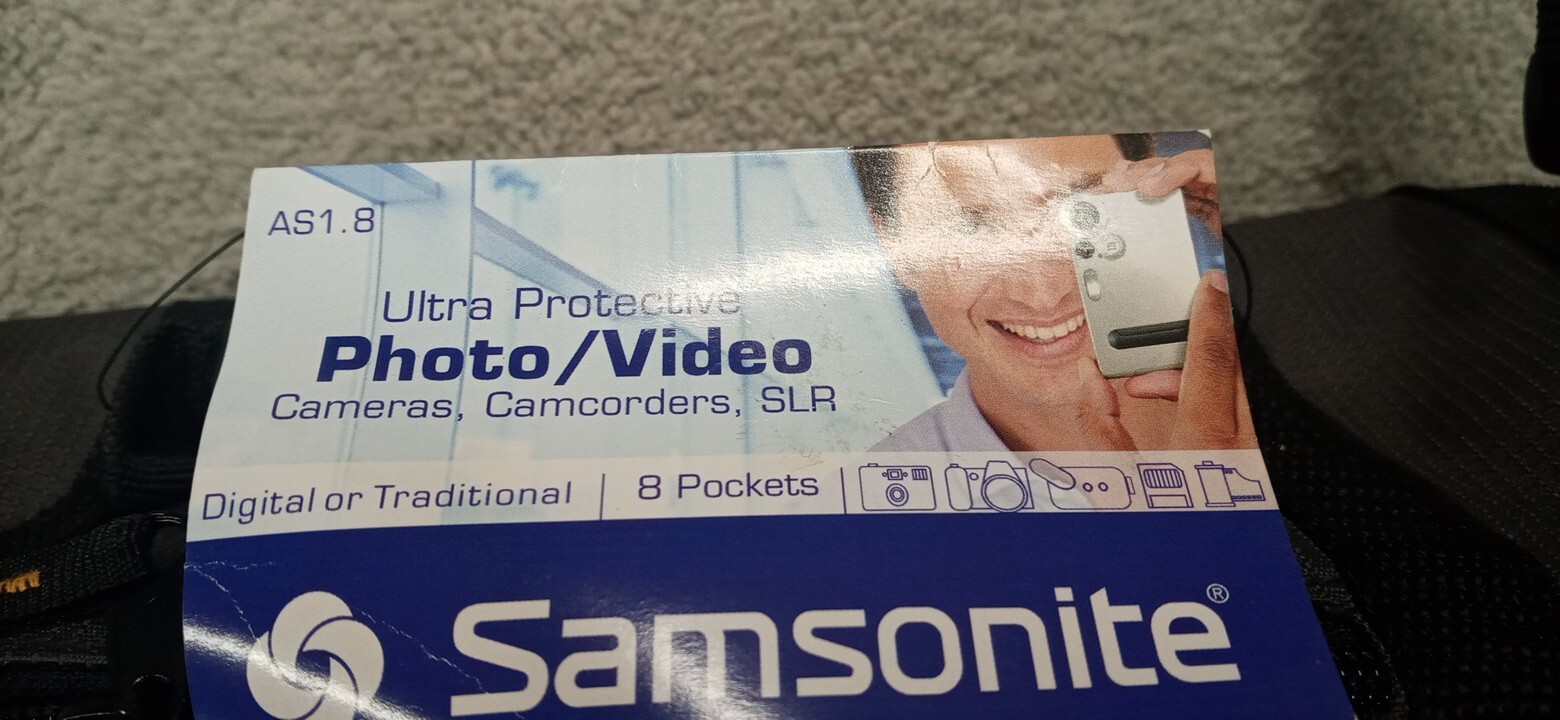 AS1.8
Ultra Protective
Photo/Video
Cameras, Camcorders, SLR
Digital or Traditional | 8 Pockets |
Samsonite®